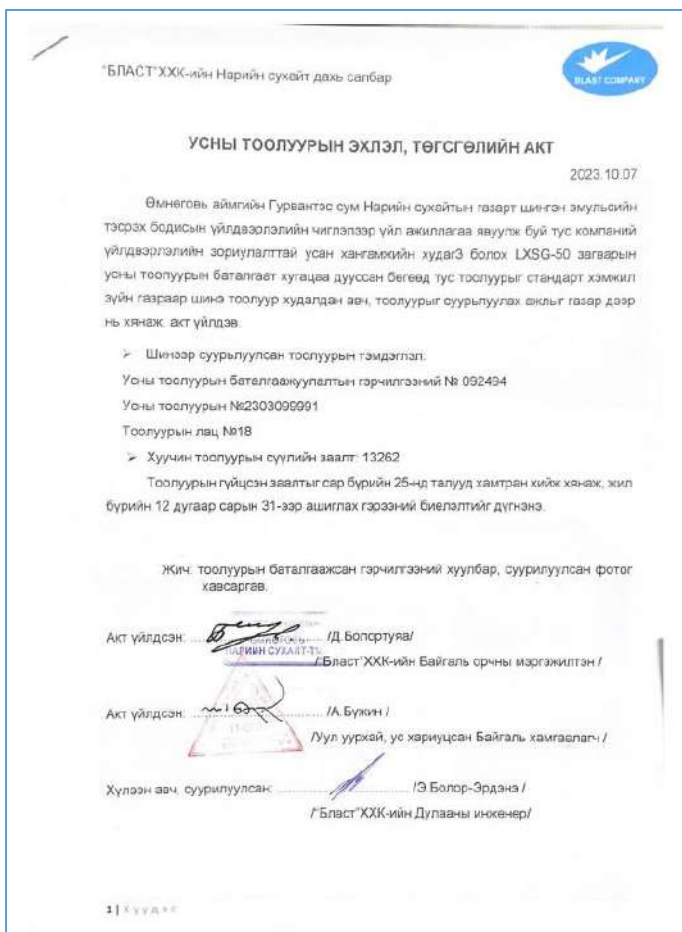 "БЛАСТ"ХХК-ийн Нарийн сухайт дахь салбар
BLAST COMPANY
УСНЫ ТООЛУУРЫН ЭХЛЭЛ, ТӨГСГӨЛИЙН АКТ
2023.10.07
Өмнөговь аймгийн Гурвантэс сум Нарийн сухайтын газарт шингэн эмульсийн
тэсрэх бодисын үйлдвэрлэлийн чиглэлээр үйл ажиллагаа явуулж буй тус компаний
үйлдвэрлэлийн зориулалттай усан хангамжийн худаг3 болох LXSG-50 загварын
усны тоолуурын баталгаат хугацаа дууссан бөгөөд тус тоолуурыг стандарт хэмжил
зүйн газраар шинэ тоолуур худалдан авч, тоолуурыг суурьлуулах ажлыг газар дээр
нь хянаж, акт үйлдэв.
➢ Шинээр суурьлуулсан тоолуурын тэмдэглэл:
Усны тоолуурын баталгаажуулалтын гэрчилгээний № 092494
Усны тоолуурын №2303099991
Тоолуурын лац №18
➢ Хуучин тоолуурын сүүлийн заалт: 13262
Тоолуурын гүйцсэн заалтыг сар бүрийн 25-нд талууд хамтран хийж хянаж, жил
бүрийн 12 дугаар сарын 31-ээр ашиглах гэрээний биелэлтийг дүгнэнэ.
Жич: тоолуурын баталгаажсан гэрчилгээний хуулбар, суурилуулсан фотог
хавсаргав.
Акт үйлдсэн: /Д.Болортуяа/
НАРИЙН СУХАЙТ
/"Бласт"ХХК-ийн Байгаль орчны мэргэжилтэн /
Акт үйлдсэн: /А.Бужин /
/Уул уурхай, ус хариуцсан Байгаль хамгаалагч /
Хүлээн авч, суурилуулсан: /Э.Болор-Эрдэнэ /
/"Бласт"ХХК-ийн Дулааны инженер/
1 | Хуудас